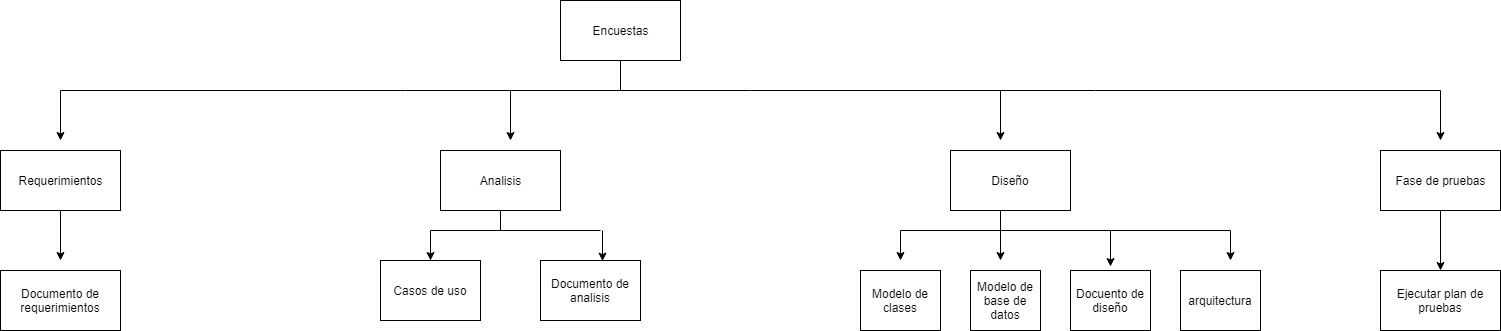 Encuestas
Requerimientos
Analisis
Diseño
Fase de pruebas
Documento de
requerimientos
Casos de uso
Documento de
analisis
Modelo de
clases
Modelo de
base de
datos
Docuento de
diseño
arquitectura
Ejecutar plan de
pruebas